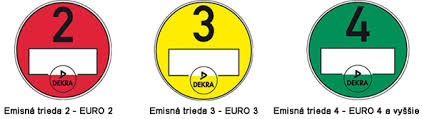 2
3
4
DEKRA
DEKRA
DEKRA
Emisná trieda 2 - EURO 2
Emisná trieda 3 - EURO 3
Emisná trieda 4 - EURO 4 a vyššie